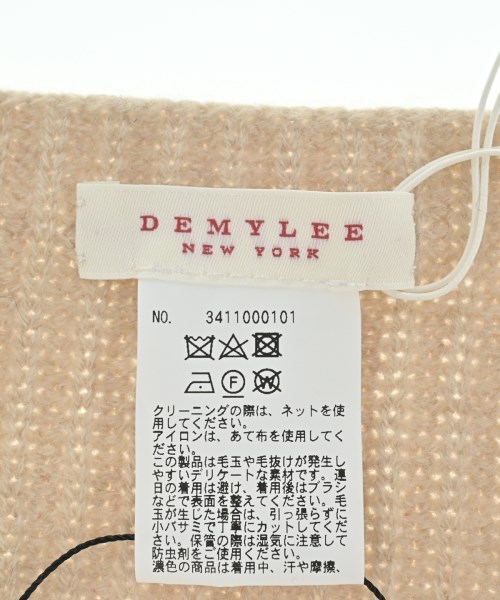 DEMYLEE
NEW YORK
NO. 3411000101
F W
クリーニングの際は、ネットを使
用してください。
アイロンは、あて布を使用してく
ださい。
この製品は毛玉や毛抜けが発生し
やすいデリケートな素材です。連
日の着用は避け、着用後はブラシ
などで表面を整えてください。毛
玉が生じた場合は、引っ張らずに
小バサミで丁寧にカットしてくだ
さい。保管の際は湿気に注意して
防虫剤をご使用ください。
濃色の商品は着用中、汗や摩擦、